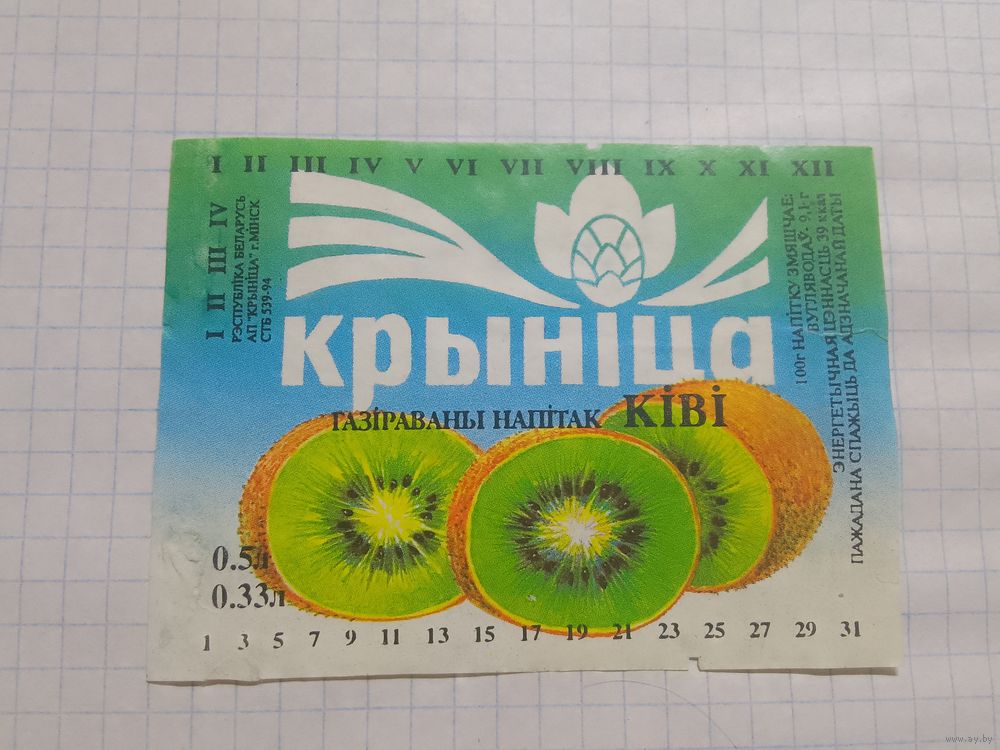 I II III IV V VI VII VIII IX X XI XII
I II III IV
РЭСПУБЛІКА БЕЛАРУСЬ
АП "КРЫНІЦА" г.МІНСК
СТБ 539-94
крыніца
ГАЗІРАВАНЫ НАПІТАК КІВІ
100г НАПІТКУ ЗМЯШЧАЕ:
ВУГЛЯВОДАЎ. 9,1 г
ЭНЕРГЕТЫЧНАЯ ЦЭННАСЦЬ 39 ккал
ПАЖАДАНА СПАЖЫЦЬ ДА АДЗНАЧАНАЙ ДАТЫ
0.5л
0.33л
1 3 5 7 9 11 13 15 17 19 21 23 25 27 29 31
www.ay.by